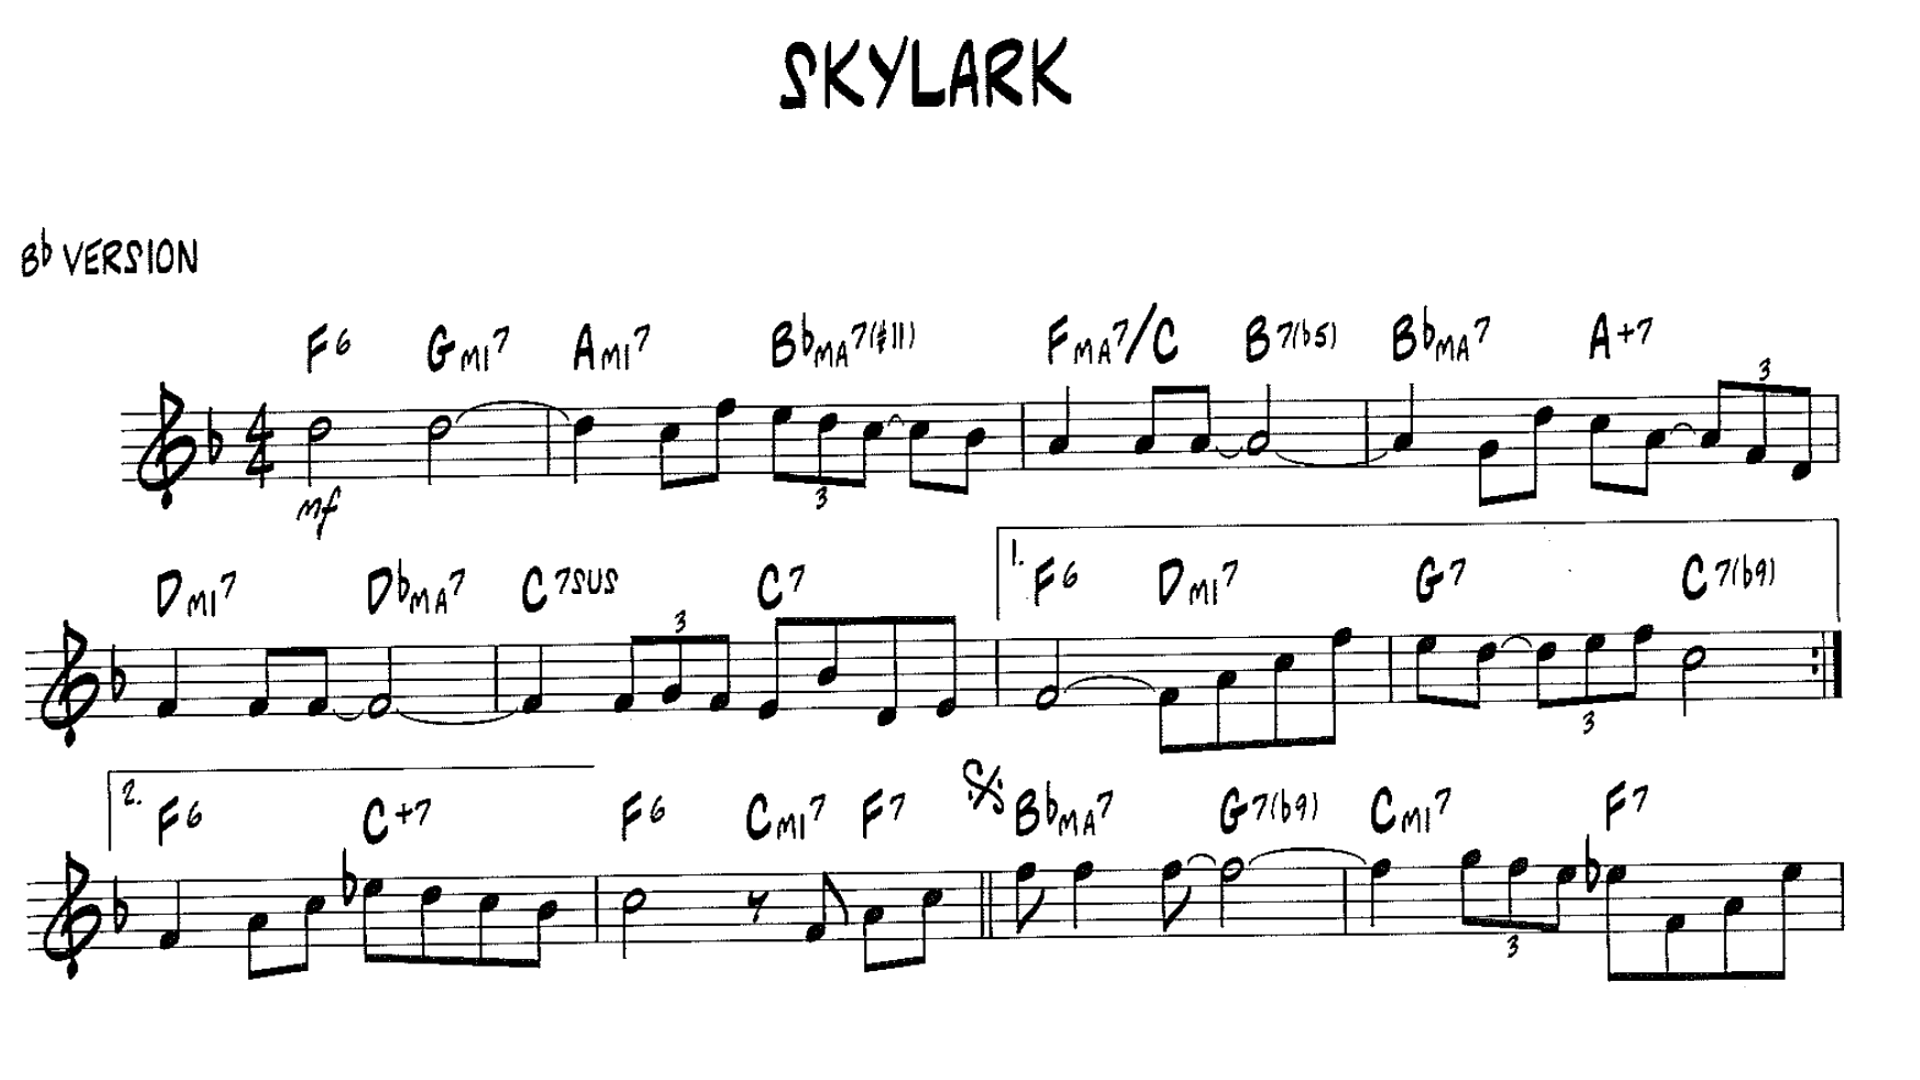 SKYLARK
Bb VERSION
F6 Gmi7 Ami7 Bbma7(#11) Fma7/C B7(b5) Bbma7 A+7
3
4
4
3
mf
1.
Dmi7 Dbma7 C7sus C7 F6 Dmi7 G7 C7(b9)
3
3
2.
F6 C+7 F6 Cmi7 F7 Bbma7 G7(b9) Cmi7 F7
3